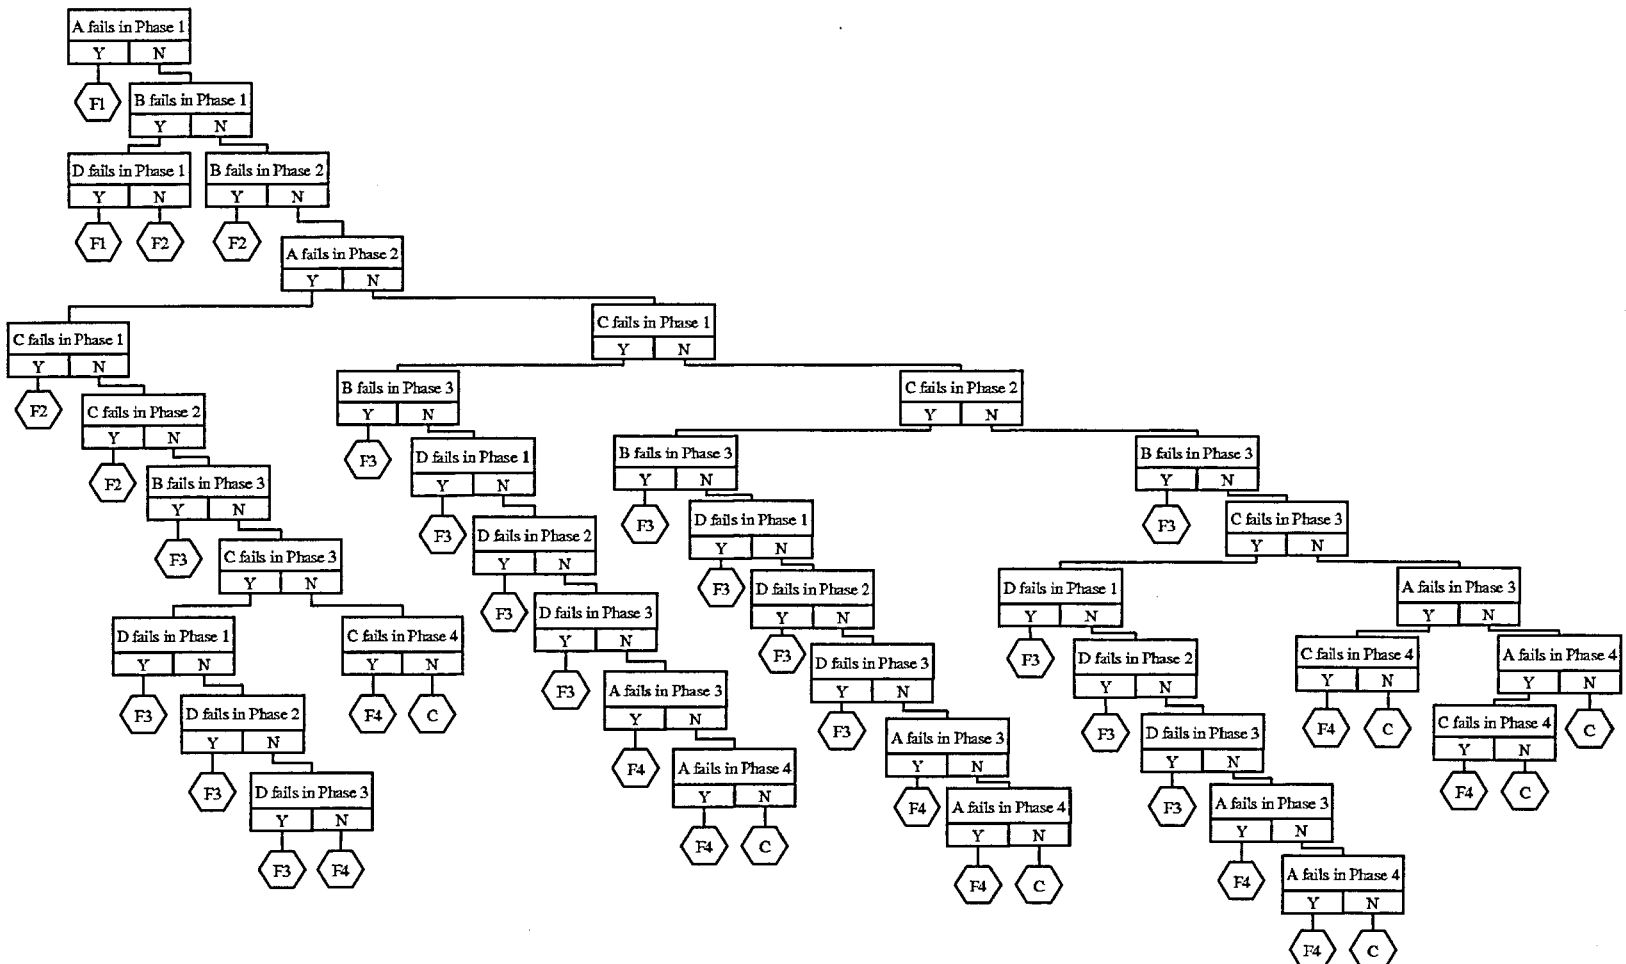 A fails in Phase 1
Y N
F1
B fails in Phase 1
Y N
D fails in Phase 1
B fails in Phase 2
Y N
Y N
F1
F2
F2
A fails in Phase 2
Y N
C fails in Phase 1
Y N
C fails in Phase 1
Y N
F2
B fails in Phase 3
Y N
C fails in Phase 2
Y N
C fails in Phase 2
Y N
F2
F3
D fails in Phase 1
Y N
B fails in Phase 3
Y N
B fails in Phase 3
Y N
B fails in Phase 3
Y N
F3
F3
D fails in Phase 2
Y N
F3
D fails in Phase 1
Y N
F3
C fails in Phase 3
Y N
C fails in Phase 3
Y N
F3
D fails in Phase 3
Y N
F3
D fails in Phase 2
Y N
D fails in Phase 1
Y N
A fails in Phase 3
Y N
D fails in Phase 1
Y N
C fails in Phase 4
Y N
F3
A fails in Phase 3
Y N
F3
D fails in Phase 3
Y N
F3
D fails in Phase 2
Y N
C fails in Phase 4
Y N
A fails in Phase 4
Y N
F3
D fails in Phase 2
Y N
F4
C
F4
A fails in Phase 4
Y N
F3
A fails in Phase 3
Y N
F3
D fails in Phase 3
Y N
F4
C
C fails in Phase 4
Y N
C
F3
D fails in Phase 3
Y N
F4
C
F4
A fails in Phase 4
Y N
F3
A fails in Phase 3
Y N
F4
C
F3
F4
F4
C
F4
A fails in Phase 4
Y N
F4
C